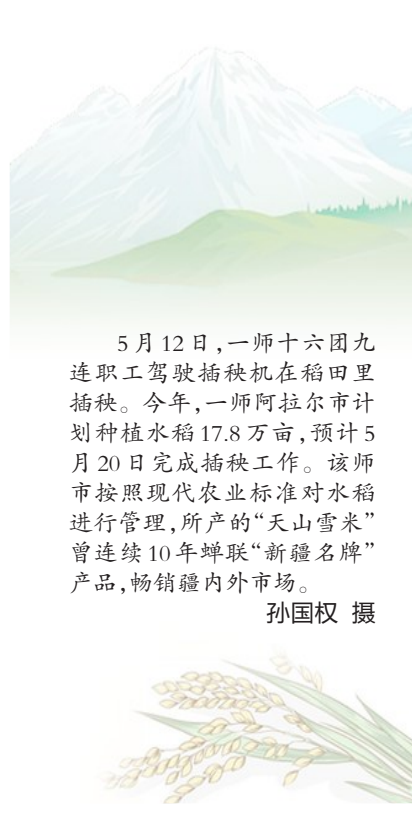 5月12日，一师十六团九
连职工驾驶插秧机在稻田里
插秧。今年，一师阿拉尔市计
划种植水稻17.8万亩，预计5
月20日完成插秧工作。该师
市按照现代农业标准对水稻
进行管理，所产的“天山雪米”
曾连续10年蝉联“新疆名牌”
产品，畅销疆内外市场。
孙国权 摄